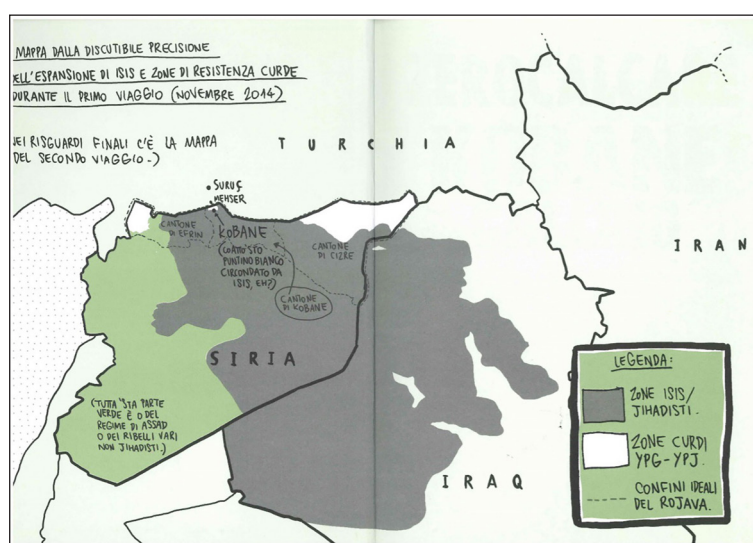 MAPPA DALLA DISCUTIBILE PRECISIONE
ELL'ESPANSIONE DI ISIS E ZONE DI RESISTENZA CURDE
DURANTE IL PRIMO VIAGGIO (NOVEMBRE 2014)
NEI RISGUARDI FINALI C'È LA MAPPA
DEL SECONDO VIAGGIO-)
TURCHIA
SURUÇ
MEHSER
CANTONE
DI EFRIN
KOBANE
(COATTO 'STO
PUNTINO BIANCO
CIRCONDATO DA
ISIS, EH?)
CANTONE
DI CIZRE
CANTONE
DI KOBANE
IRAN
SIRIA
(TUTTA 'STA PARTE
VERDE È O DEL
REGIME DI ASSAD
O DEI RIBELLI VARI
NON JIHADISTI.)
IRAQ
LEGENDA:
ZONE ISIS/
JIHADISTI.
ZONE CURDI
YPG-YPJ.
CONFINI IDEALI
DEL ROJAVA.